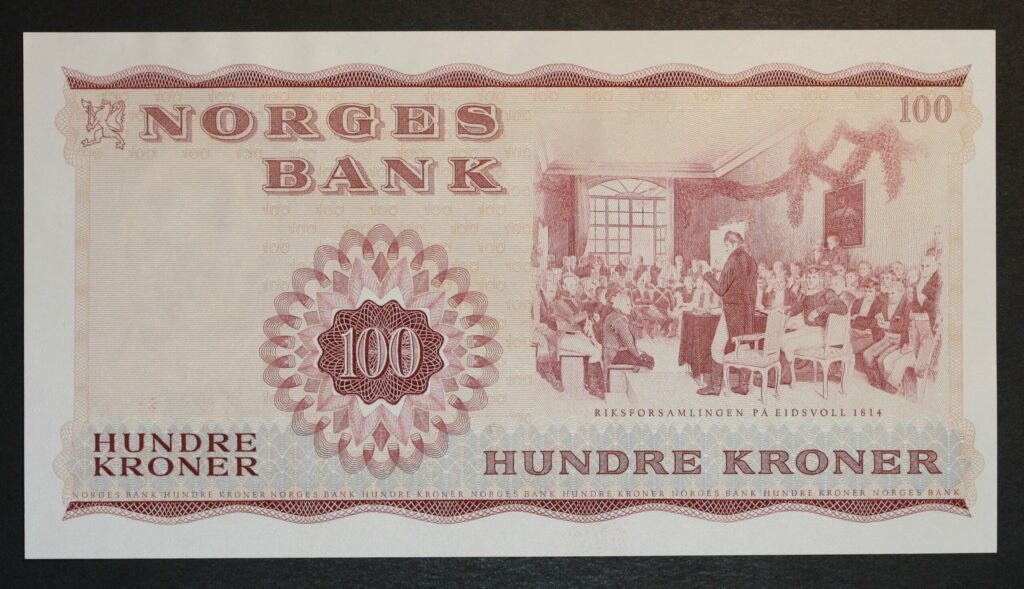 NORGES
BANK
100
100
RIKSFORSAMLINGEN PÅ EIDSVOLL 1814
HUNDRE
KRONER
HUNDRE KRONER
NORGES BANK HUNDRE KRONER NORGES BANK HUNDRE KRONER NORGES BANK HUNDRE KRONER NORGES BANK HUNDRE KRONER NORGES BANK